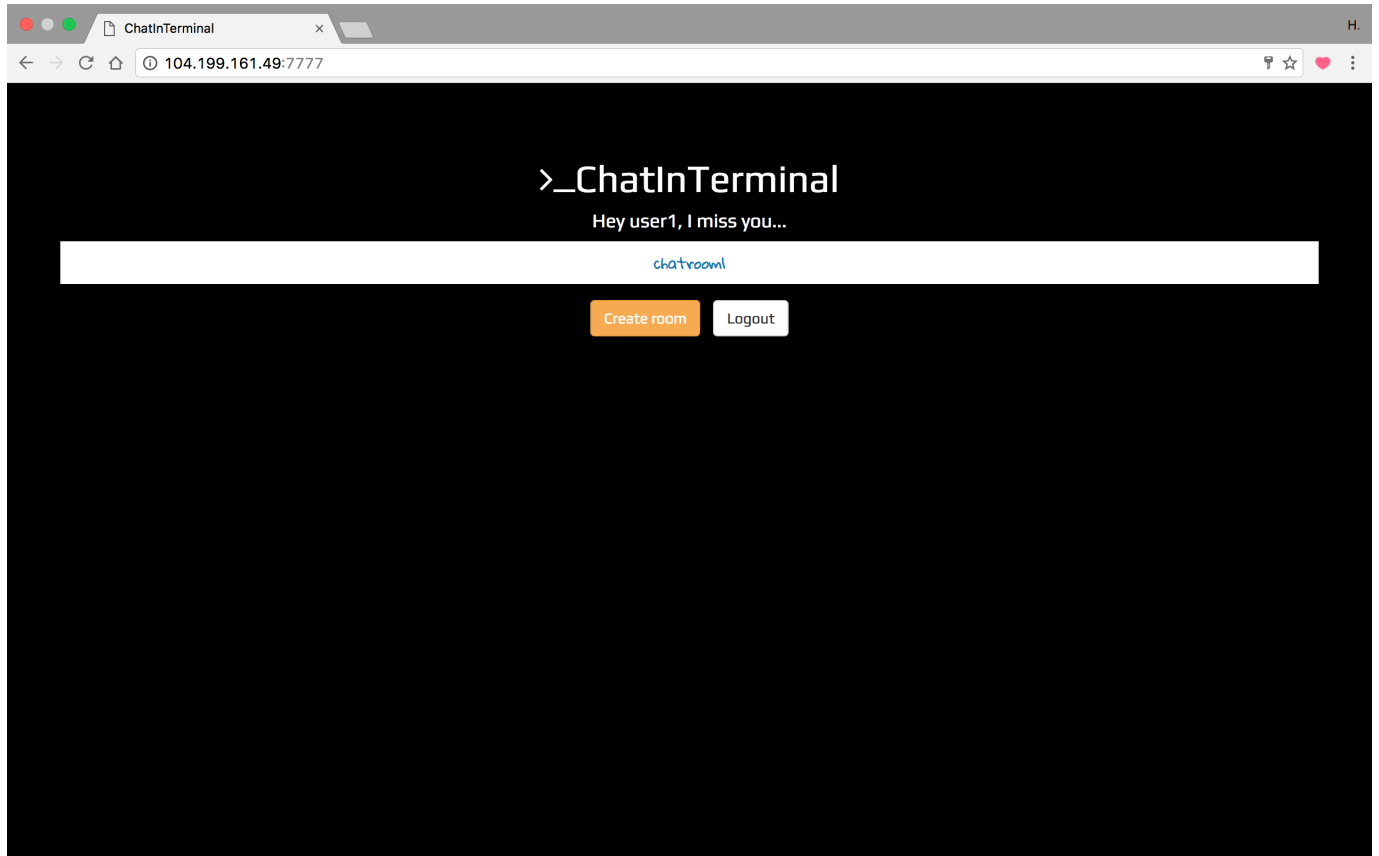 ChatInTerminal
H.
104.199.161.49:7777
>_ChatInTerminal
Hey user1, I miss you...
chatroom1
Create room
Logout